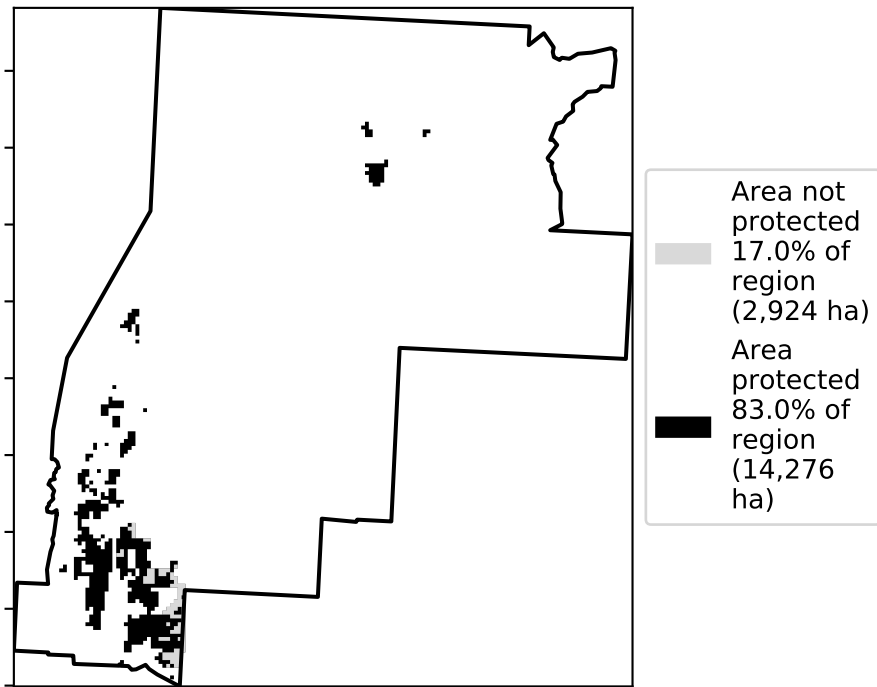 Area not
protected
17.0% of
region
(2,924 ha)
Area
protected
83.0% of
region
(14,276
ha)